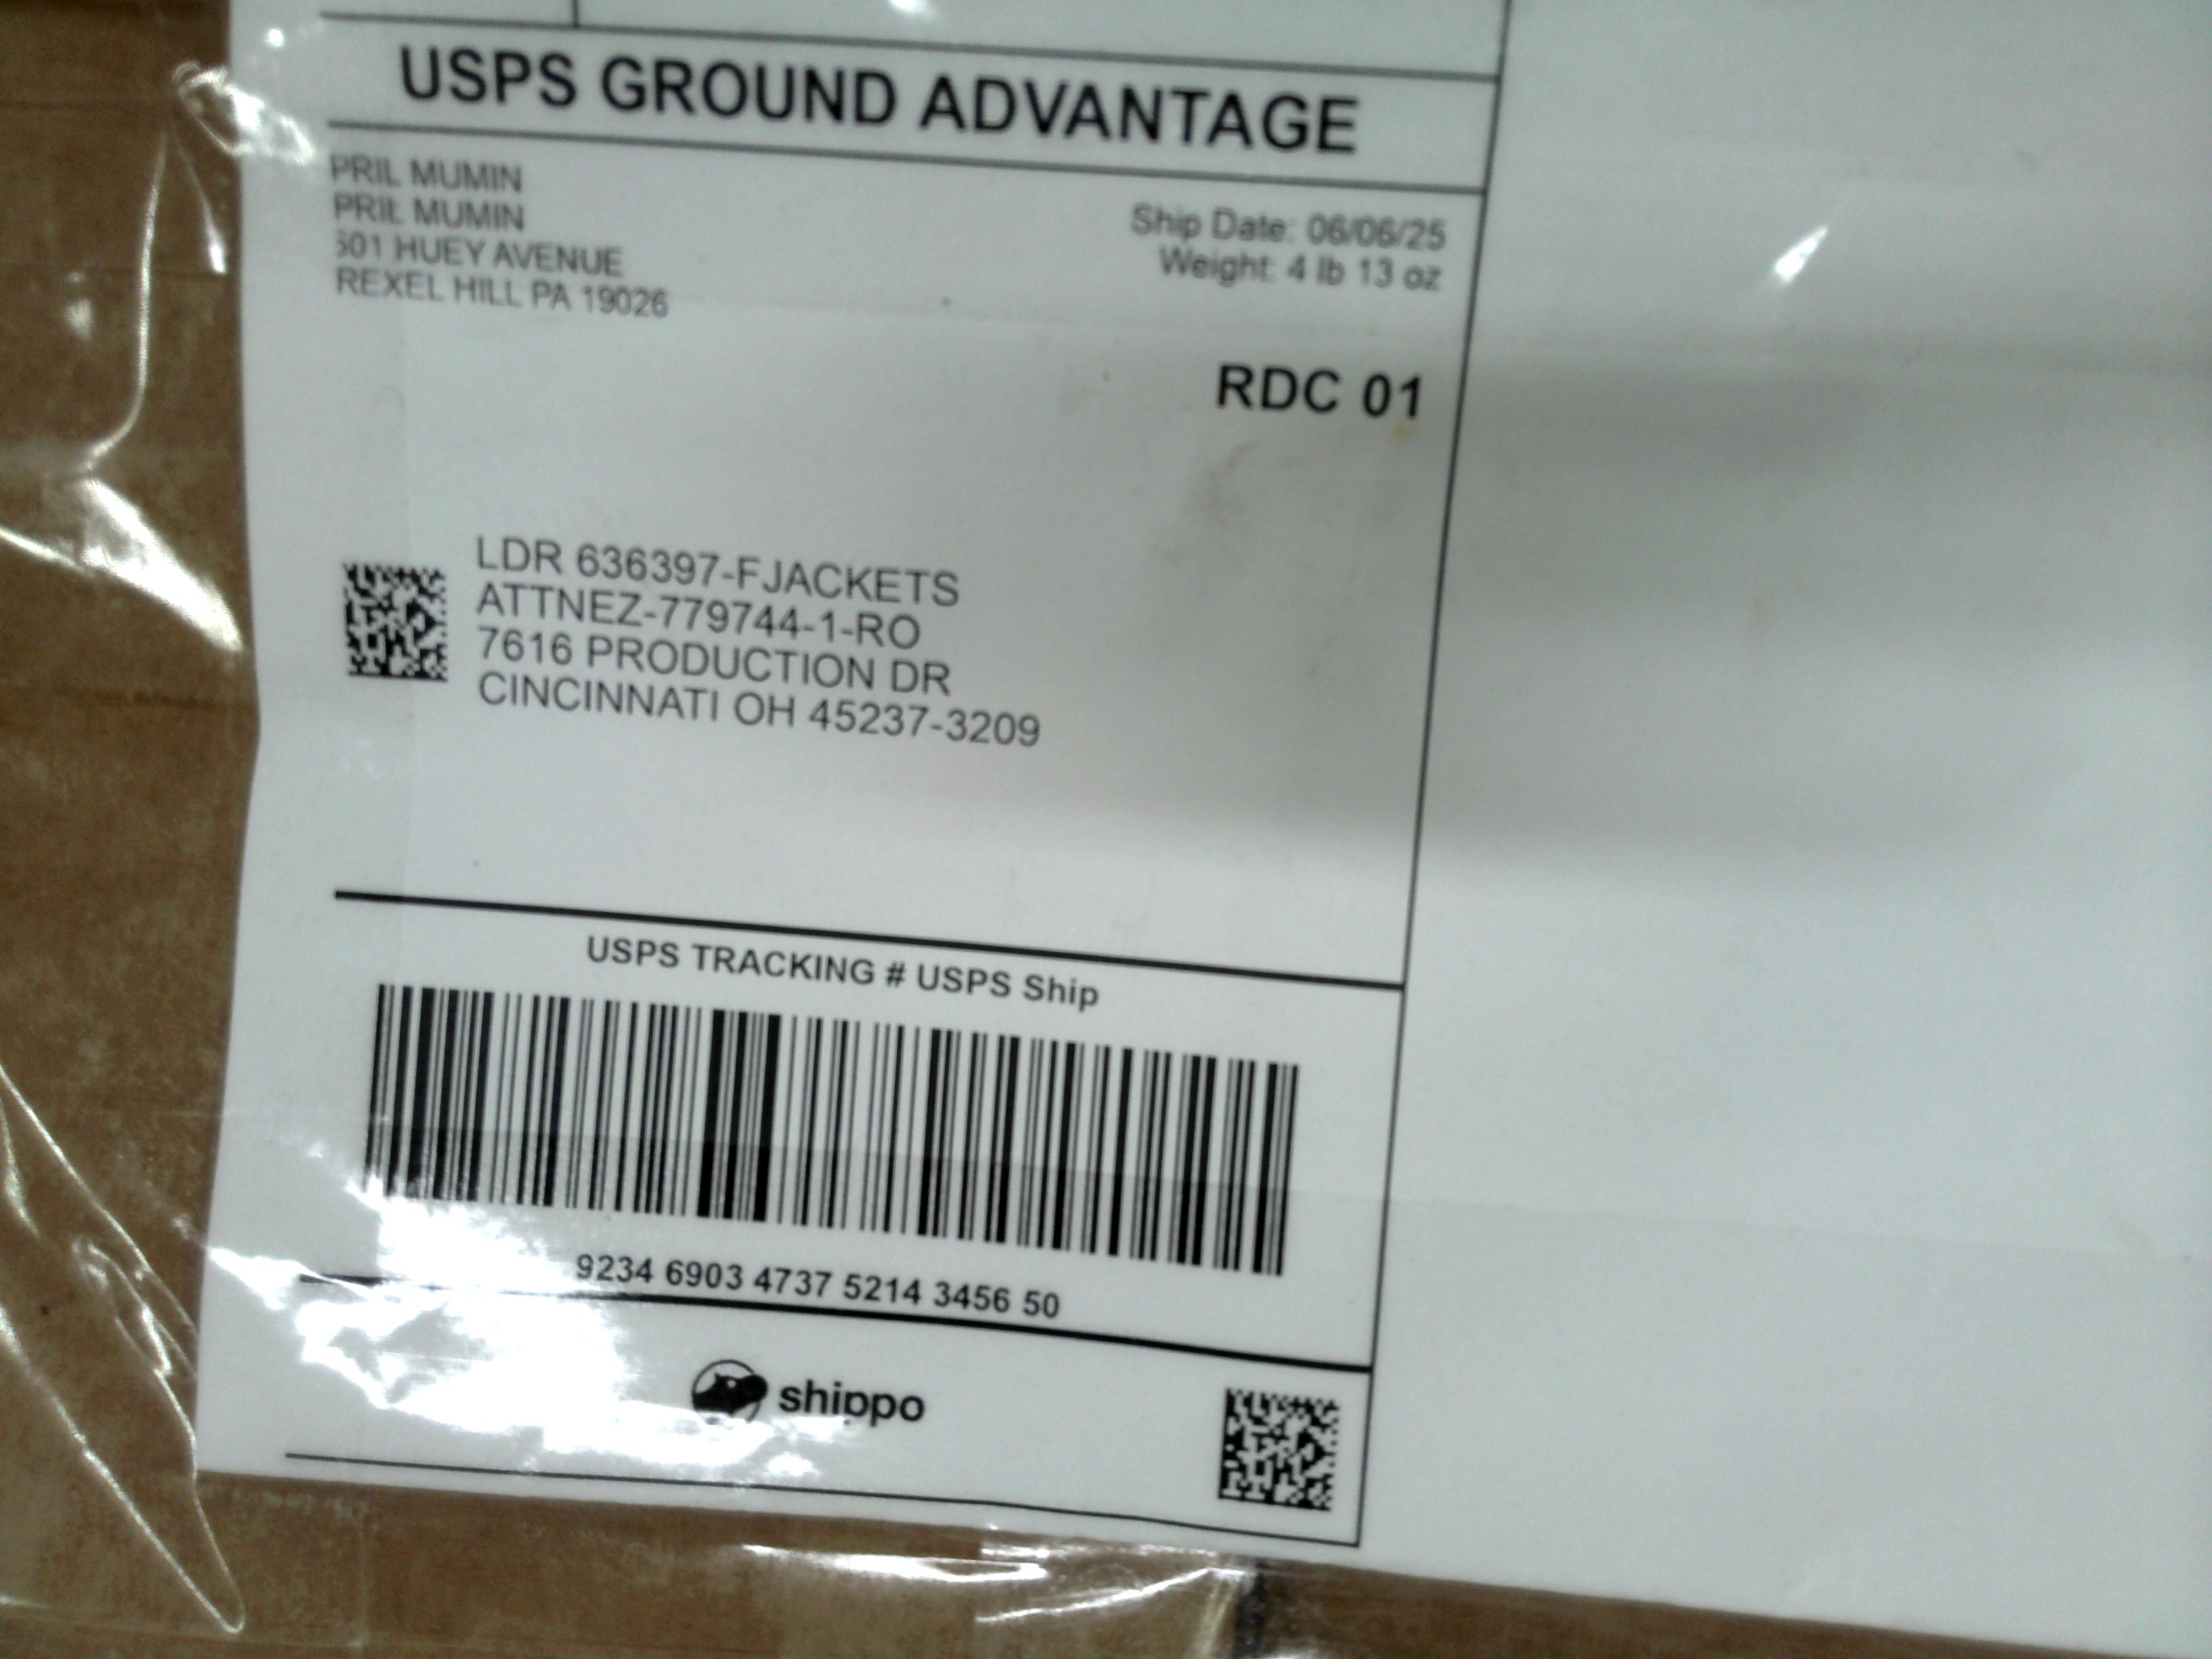 USPS GROUND ADVANTAGE
PRIL MUMIN
PRIL MUMIN
501 HUEY AVENUE
REXEL HILL PA 19026
Ship Date: 06/06/25
Weight: 4 lb 13 oz
RDC 01
LDR 636397-FJACKETS
ATTNEZ-779744-1-RO
7616 PRODUCTION DR
CINCINNATI OH 45237-3209
USPS TRACKING # USPS Ship
9234 6903 4737 5214 3456 50
shippo